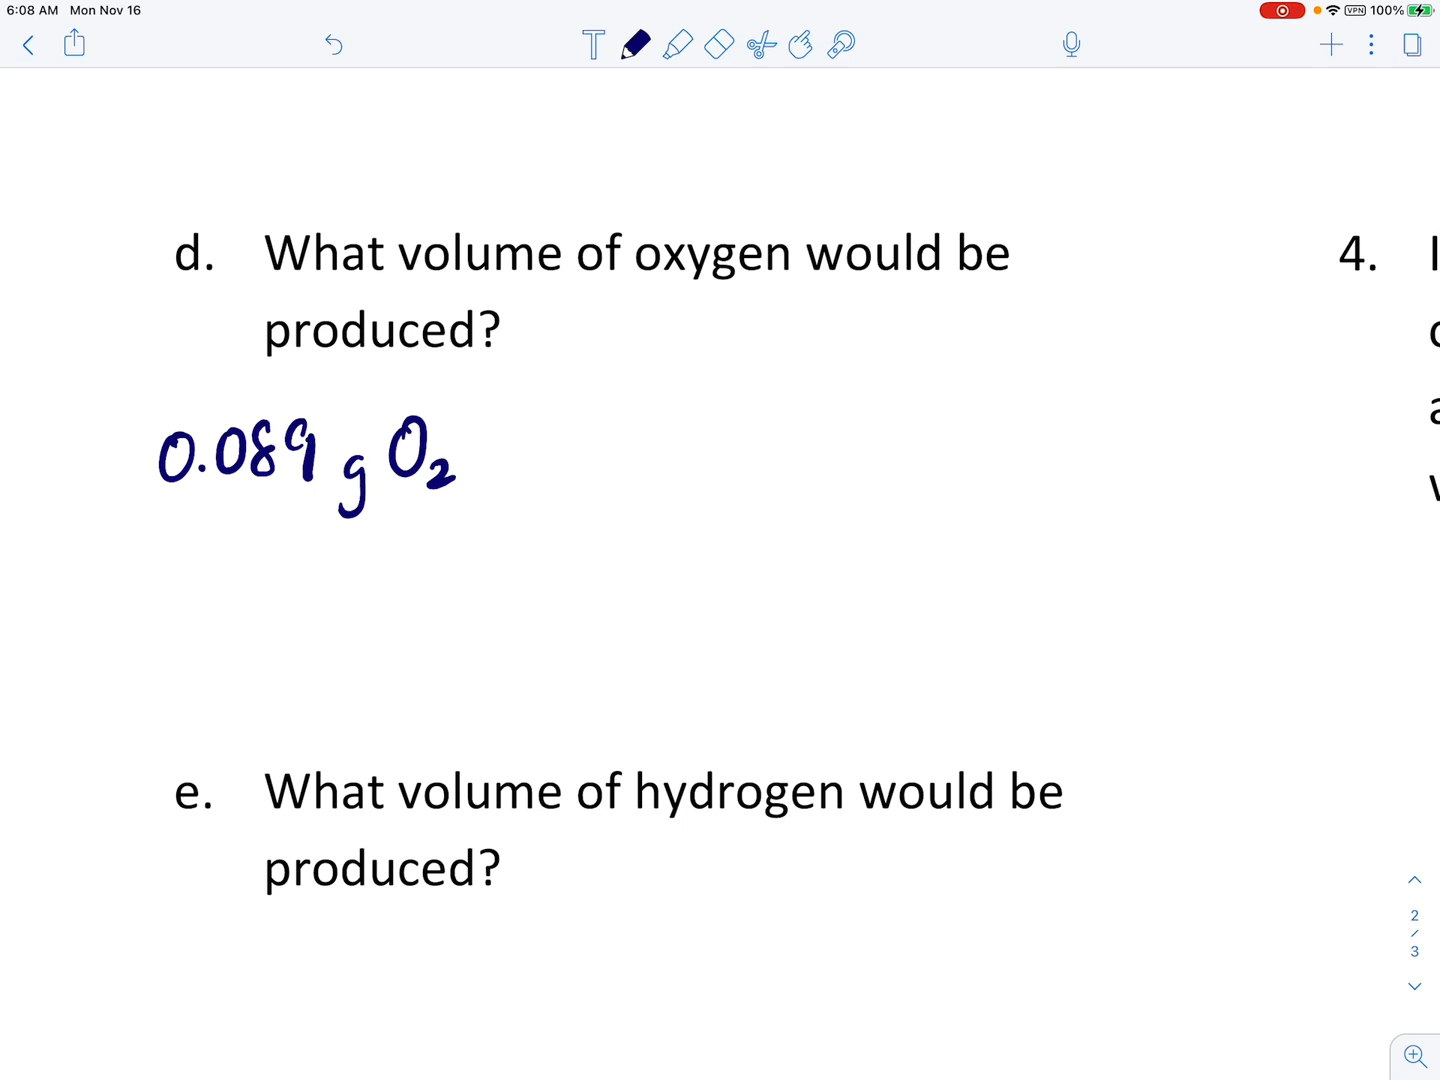 6:08 AM Mon Nov 16
VPN 100%
T
d. What volume of oxygen would be
produced?
4.
0.089 g O₂
e. What volume of hydrogen would be
produced?
2
/
3